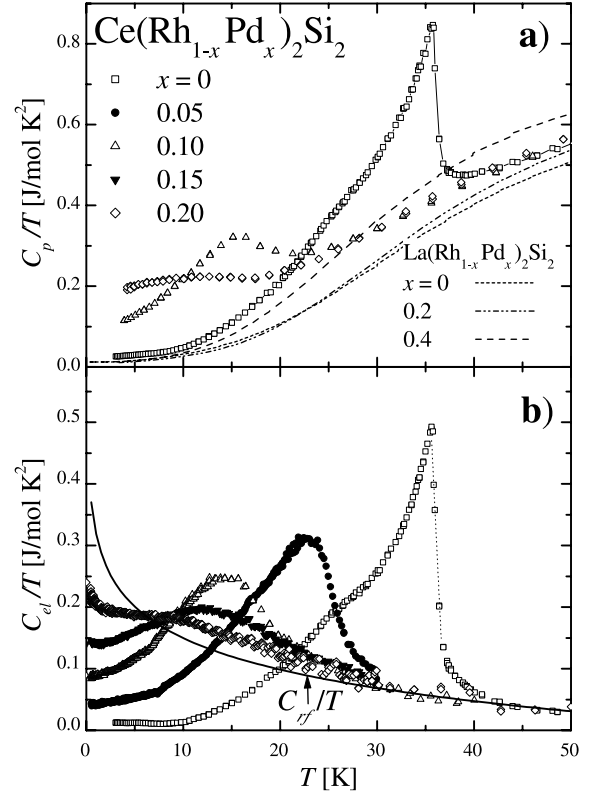 Ce(Rh₁₋ₓPdₓ)₂Si₂
a)
x = 0
0.05
0.10
0.15
0.20
La(Rh₁₋ₓPdₓ)₂Si₂
x = 0
0.2
0.4
0.8
0.6
0.4
0.2
0.0
Cₚ/T [J/mol K²]
b)
0.5
0.4
0.3
0.2
0.1
0.0
C_el/T [J/mol K²]
C_rf/T
0 10 20 30 40 50
T [K]